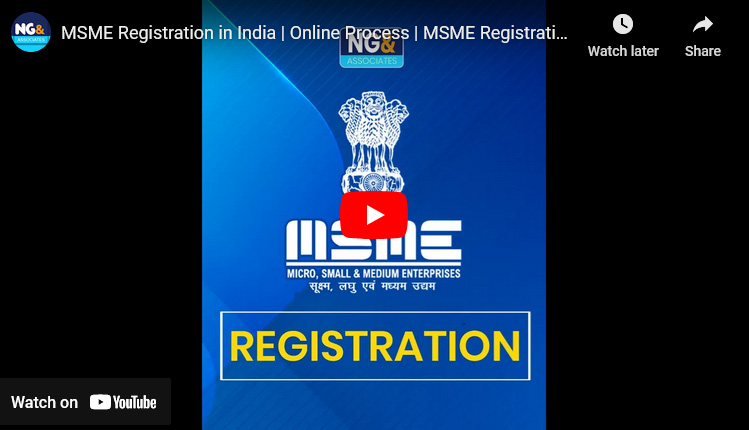 NG&
ASSOCIATES
MSME Registration in India | Online Process | MSME Registrati...
Watch later
Share
NG&
ASSOCIATES
MSME
MICRO, SMALL & MEDIUM ENTERPRISES
सूक्ष्म, लघु एवं मध्यम उद्यम
REGISTRATION
Watch on YouTube